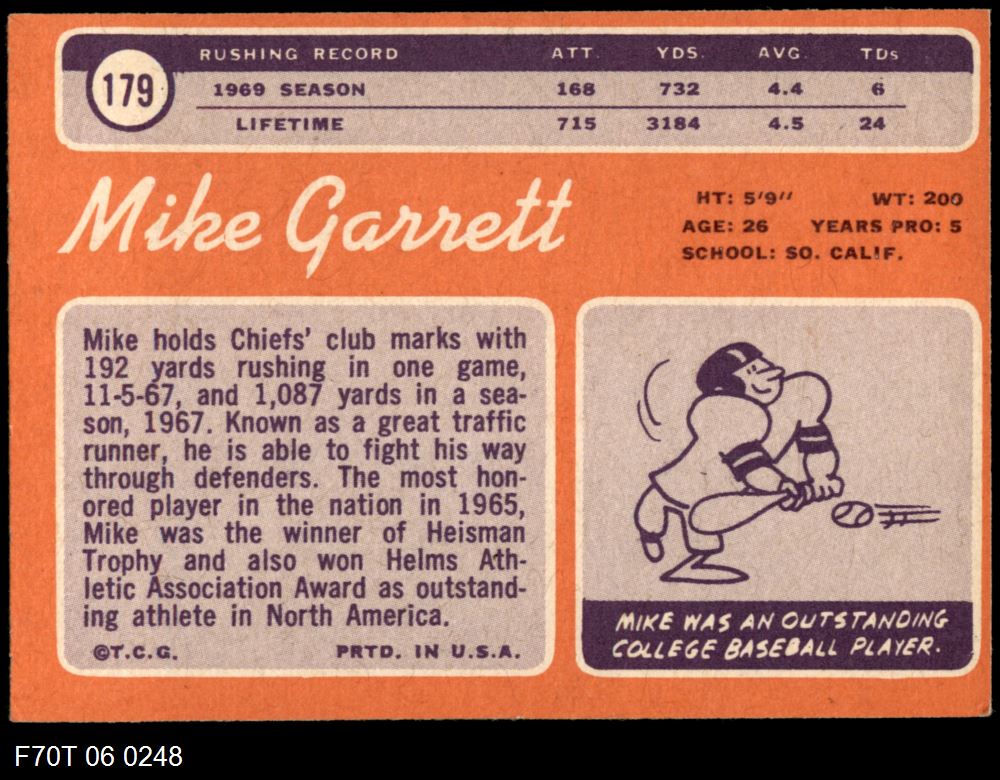 179
RUSHING RECORD ATT. YDS. AVG. TDs
1969 SEASON 168 732 4.4 6
LIFETIME 715 3184 4.5 24
Mike Garrett
HT: 5'9" WT: 200
AGE: 26 YEARS PRO: 5
SCHOOL: SO. CALIF.
Mike holds Chiefs' club marks with
192 yards rushing in one game,
11-5-67, and 1,087 yards in a sea-
son, 1967. Known as a great traffic
runner, he is able to fight his way
through defenders. The most hon-
ored player in the nation in 1965,
Mike was the winner of Heisman
Trophy and also won Helms Ath-
letic Association Award as outstand-
ing athlete in North America.
©T.C.G. PRTD. IN U.S.A.
MIKE WAS AN OUTSTANDING
COLLEGE BASEBALL PLAYER.
F70T 06 0248